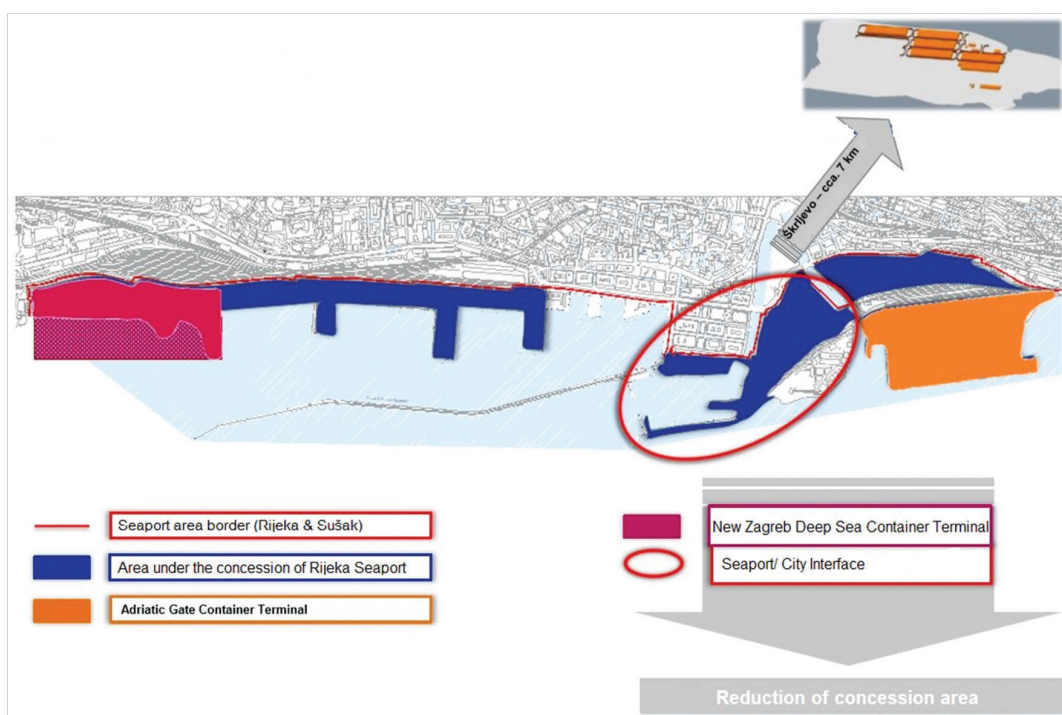 Škrljevo – cca. 7 km
Seaport area border (Rijeka & Sušak)
Area under the concession of Rijeka Seaport
Adriatic Gate Container Terminal
New Zagreb Deep Sea Container Terminal
Seaport/ City Interface
Reduction of concession area